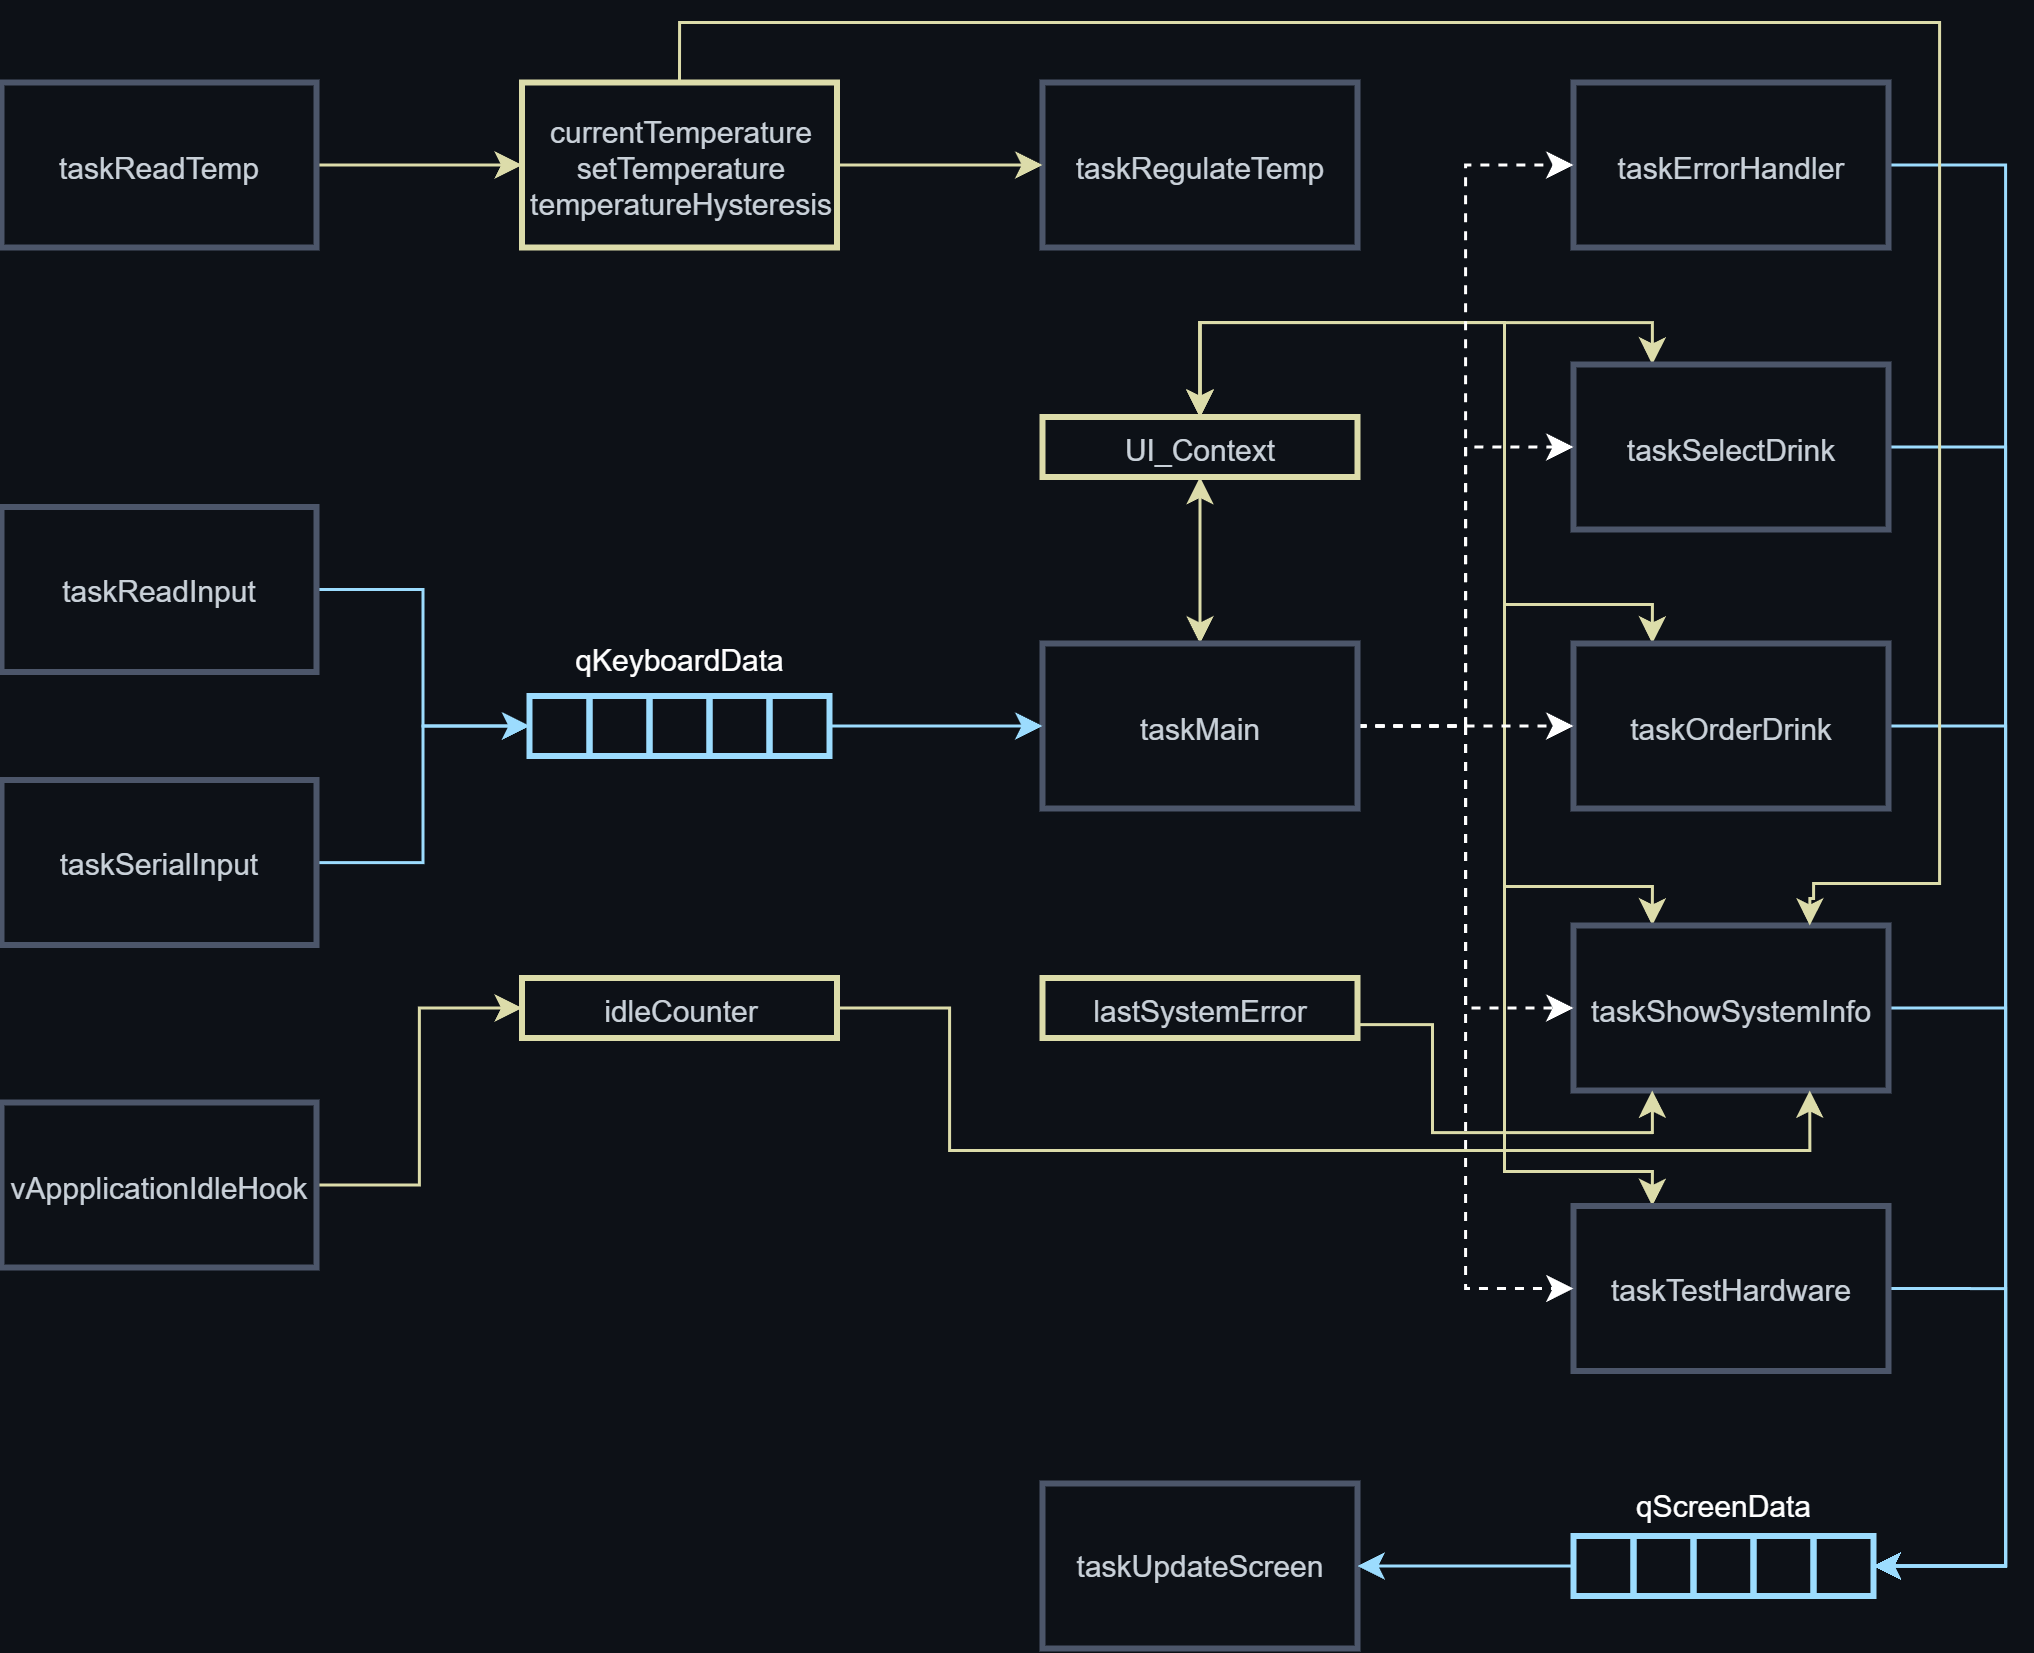 taskReadTemp
currentTemperature
setTemperature
temperatureHysteresis
taskRegulateTemp
taskErrorHandler
UI_Context
taskSelectDrink
taskReadInput
qKeyboardData
taskMain
taskOrderDrink
taskSerialInput
idleCounter
lastSystemError
taskShowSystemInfo
vAppplicationIdleHook
taskTestHardware
qScreenData
taskUpdateScreen